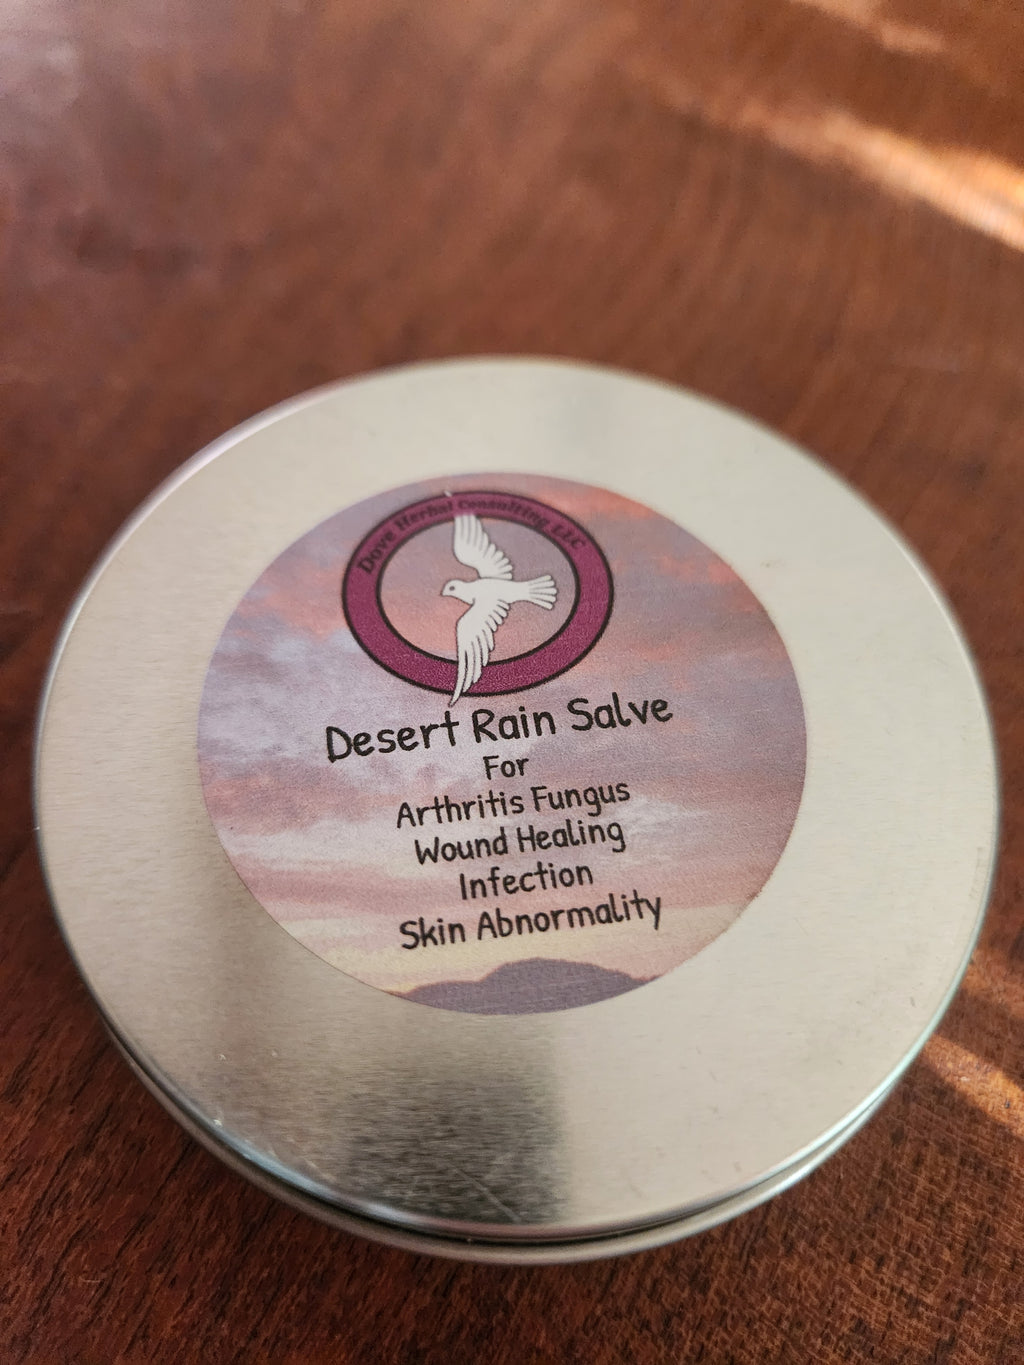 Dove Herbal Consulting LLC
Desert Rain Salve
For
Arthritis Fungus
Wound Healing
Infection
Skin Abnormality